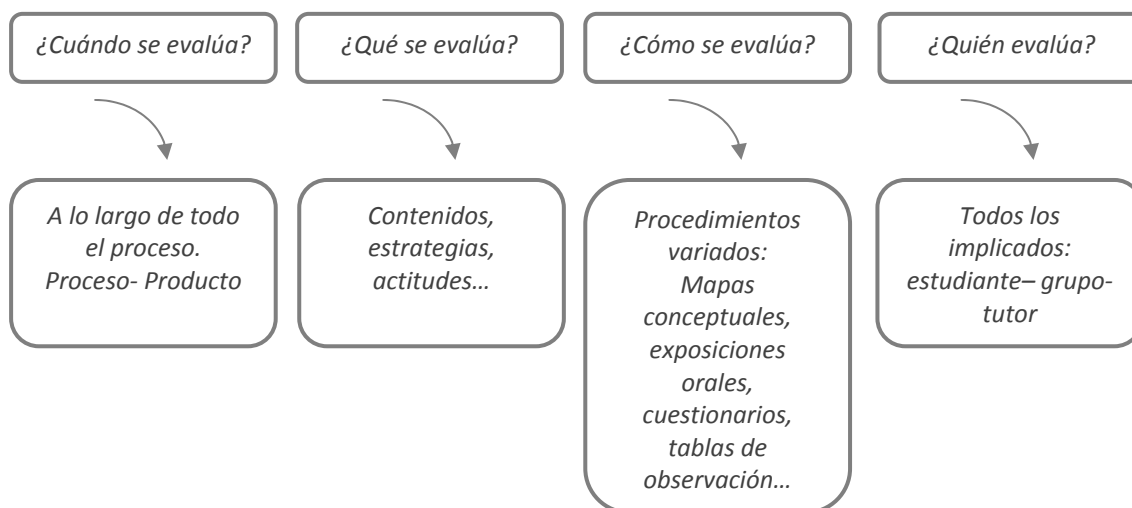 ¿Cuándo se evalúa?
¿Qué se evalúa?
¿Cómo se evalúa?
¿Quién evalúa?
A lo largo de todo
el proceso.
Proceso- Producto
Contenidos,
estrategias,
actitudes…
Procedimientos
variados:
Mapas
conceptuales,
exposiciones
orales,
cuestionarios,
tablas de
observación…
Todos los
implicados:
estudiante– grupo-
tutor